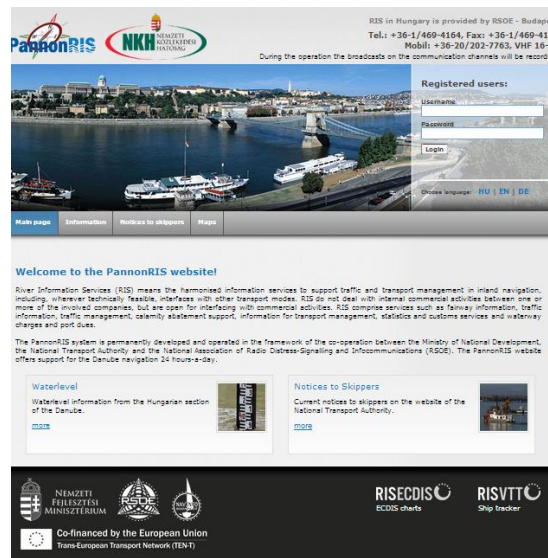 PannonRIS
NKH NEMZETI
KÖZLEKEDÉSI
HATÓSÁG
RIS in Hungary is provided by RSOE - Budap
Tel.: +36-1/469-4164, Fax: +36-1/469-41
Mobil: +36-20/202-7763, VHF 16-
During the operation the broadcasts on the communication channels will be record
Registered users:
Username
Password
Login
Choose language: HU | EN | DE
Main page
Information
Notices to skippers
Maps
Welcome to the PannonRIS website!
River Information Services (RIS) means the harmonised information services to support traffic and transport management in inland navigation,
including, wherever technically feasible, interfaces with other transport modes. RIS do not deal with internal commercial activities between one or
more of the involved companies, but are open for interfacing with commercial activities. RIS comprise services such as fairway information, traffic
information, traffic management, calamity abatement support, information for transport management, statistics and customs services and waterway
charges and port dues.
The PannonRIS system is permanently developed and operated in the framework of the co-operation between the Ministry of National Development,
the National Transport Authority and the National Association of Radio Distress-Signalling and Infocommunications (RSOE). The PannonRIS website
offers support for the Danube navigation 24 hours-a-day.
Waterlevel
Waterlevel information from the Hungarian section
of the Danube.
more
Notices to Skippers
Current notices to skippers on the website of the
National Transport Authority.
more
NEMZETI
FEJLESZTÉSI
MINISZTÉRIUM
RSOE
RISECDIS
ECDIS charts
RISVTT
Ship tracker
Co-financed by the European Union
Trans-European Transport Network (TEN-T)